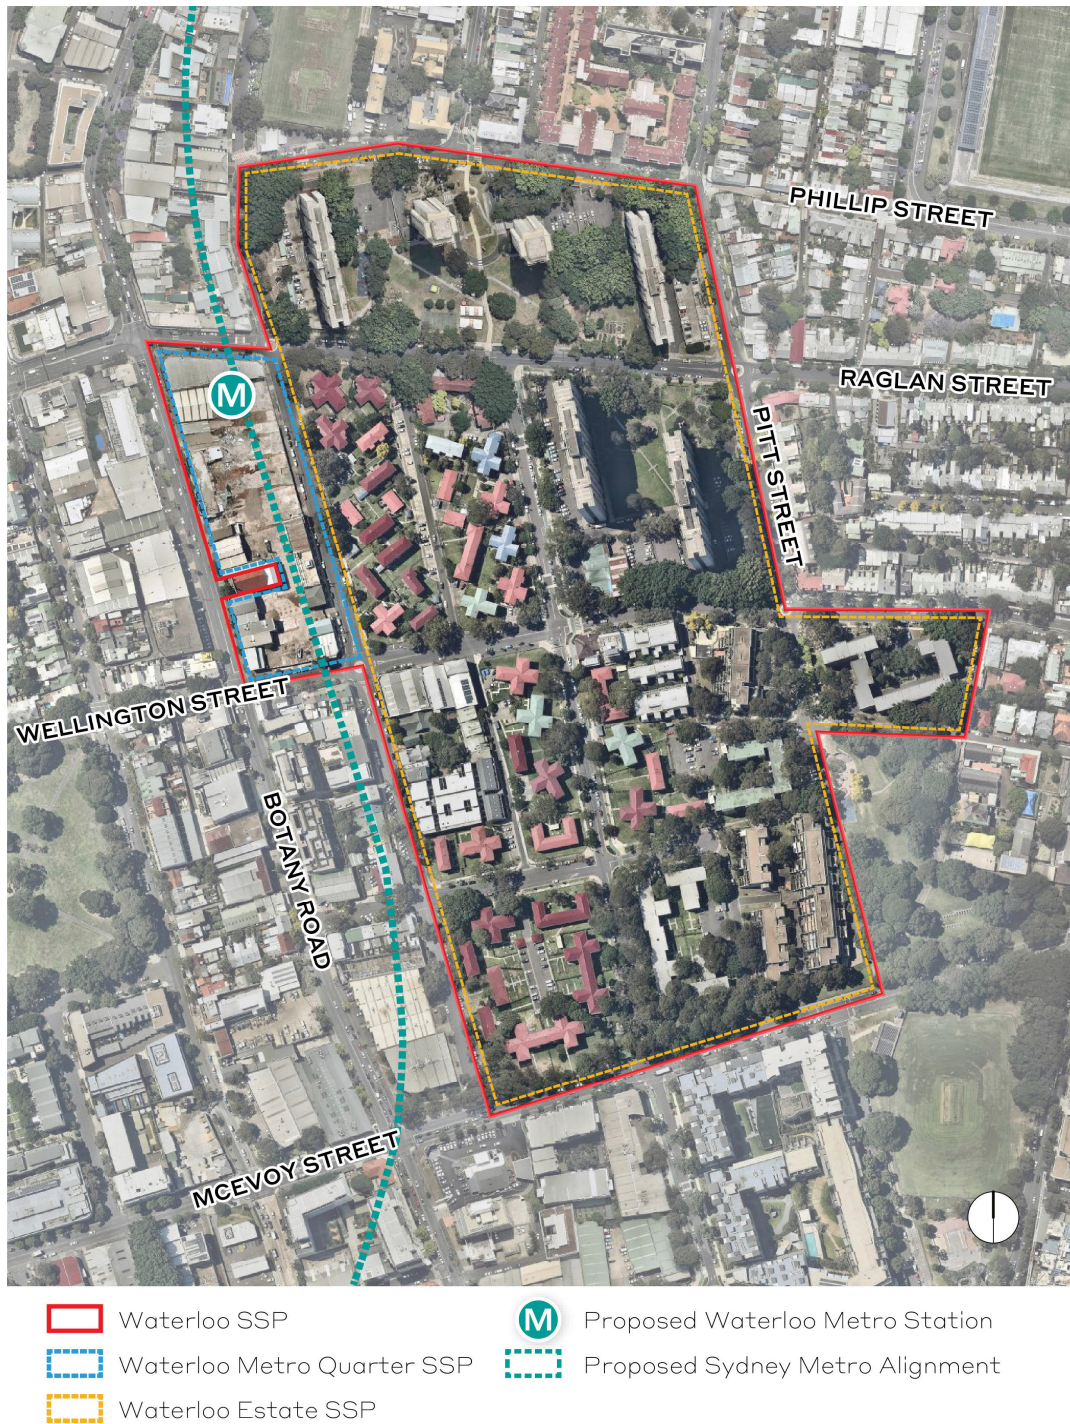 PHILLIP STREET
M
RAGLAN STREET
PITT STREET
WELLINGTON STREET
BOTANY ROAD
MCEVOY STREET
Waterloo SSP
M Proposed Waterloo Metro Station
Waterloo Metro Quarter SSP
Proposed Sydney Metro Alignment
Waterloo Estate SSP